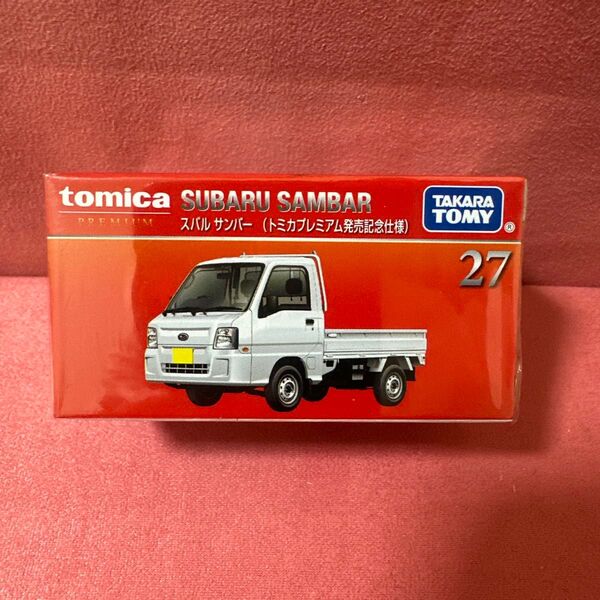 tomica
PREMIUM
SUBARU SAMBAR
スバル サンバー (トミカプレミアム発売記念仕様)
TAKARA
TOMY
®
27